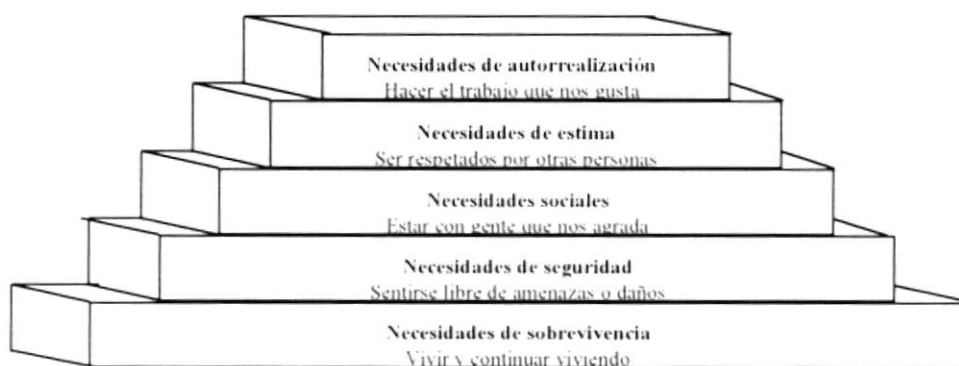 Necesidades de autorrealización
Hacer el trabajo que nos gusta
Necesidades de estima
Ser respetados por otras personas
Necesidades sociales
Estar con gente que nos agrada
Necesidades de seguridad
Sentirse libre de amenazas o daños
Necesidades de sobrevivencia
Vivir y continuar viviendo